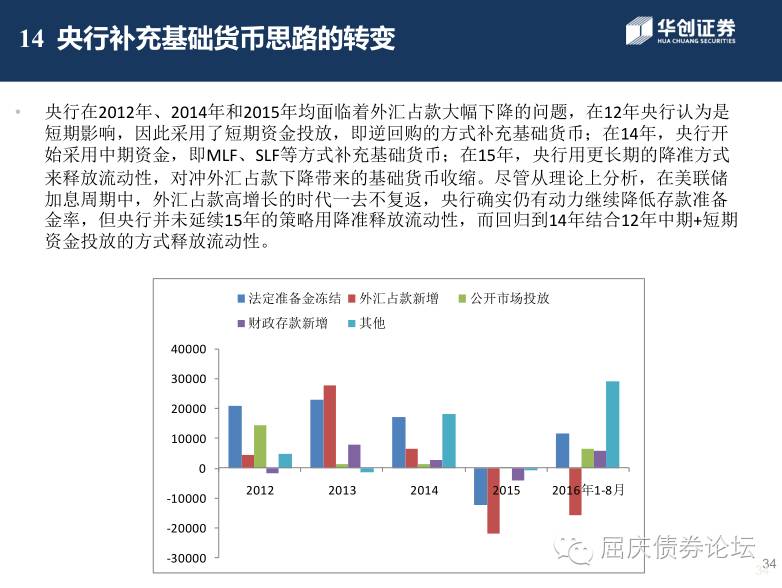 14 央行补充基础货币思路的转变
华创证券
HUA CHUANG SECURITIES
• 央行在2012年、2014年和2015年均面临着外汇占款大幅下降的问题，在12年央行认为是
短期影响，因此采用了短期资金投放，即逆回购的方式补充基础货币；在14年，央行开
始采用中期资金，即MLF、SLF等方式补充基础货币；在15年，央行用更长期的降准方式
来释放流动性，对冲外汇占款下降带来的基础货币收缩。尽管从理论上分析，在美联储
加息周期中，外汇占款高增长的时代一去不复返，央行确实仍有动力继续降低存款准备
金率，但央行并未延续15年的策略用降准释放流动性，而回归到14年结合12年中期+短期
资金投放的方式释放流动性。
法定准备金冻结 外汇占款新增 公开市场投放
财政存款新增 其他
40000
30000
20000
10000
0
-10000
-20000
-30000
2012 2013 2014 2015 2016年1-8月
屈庆债券论坛
34